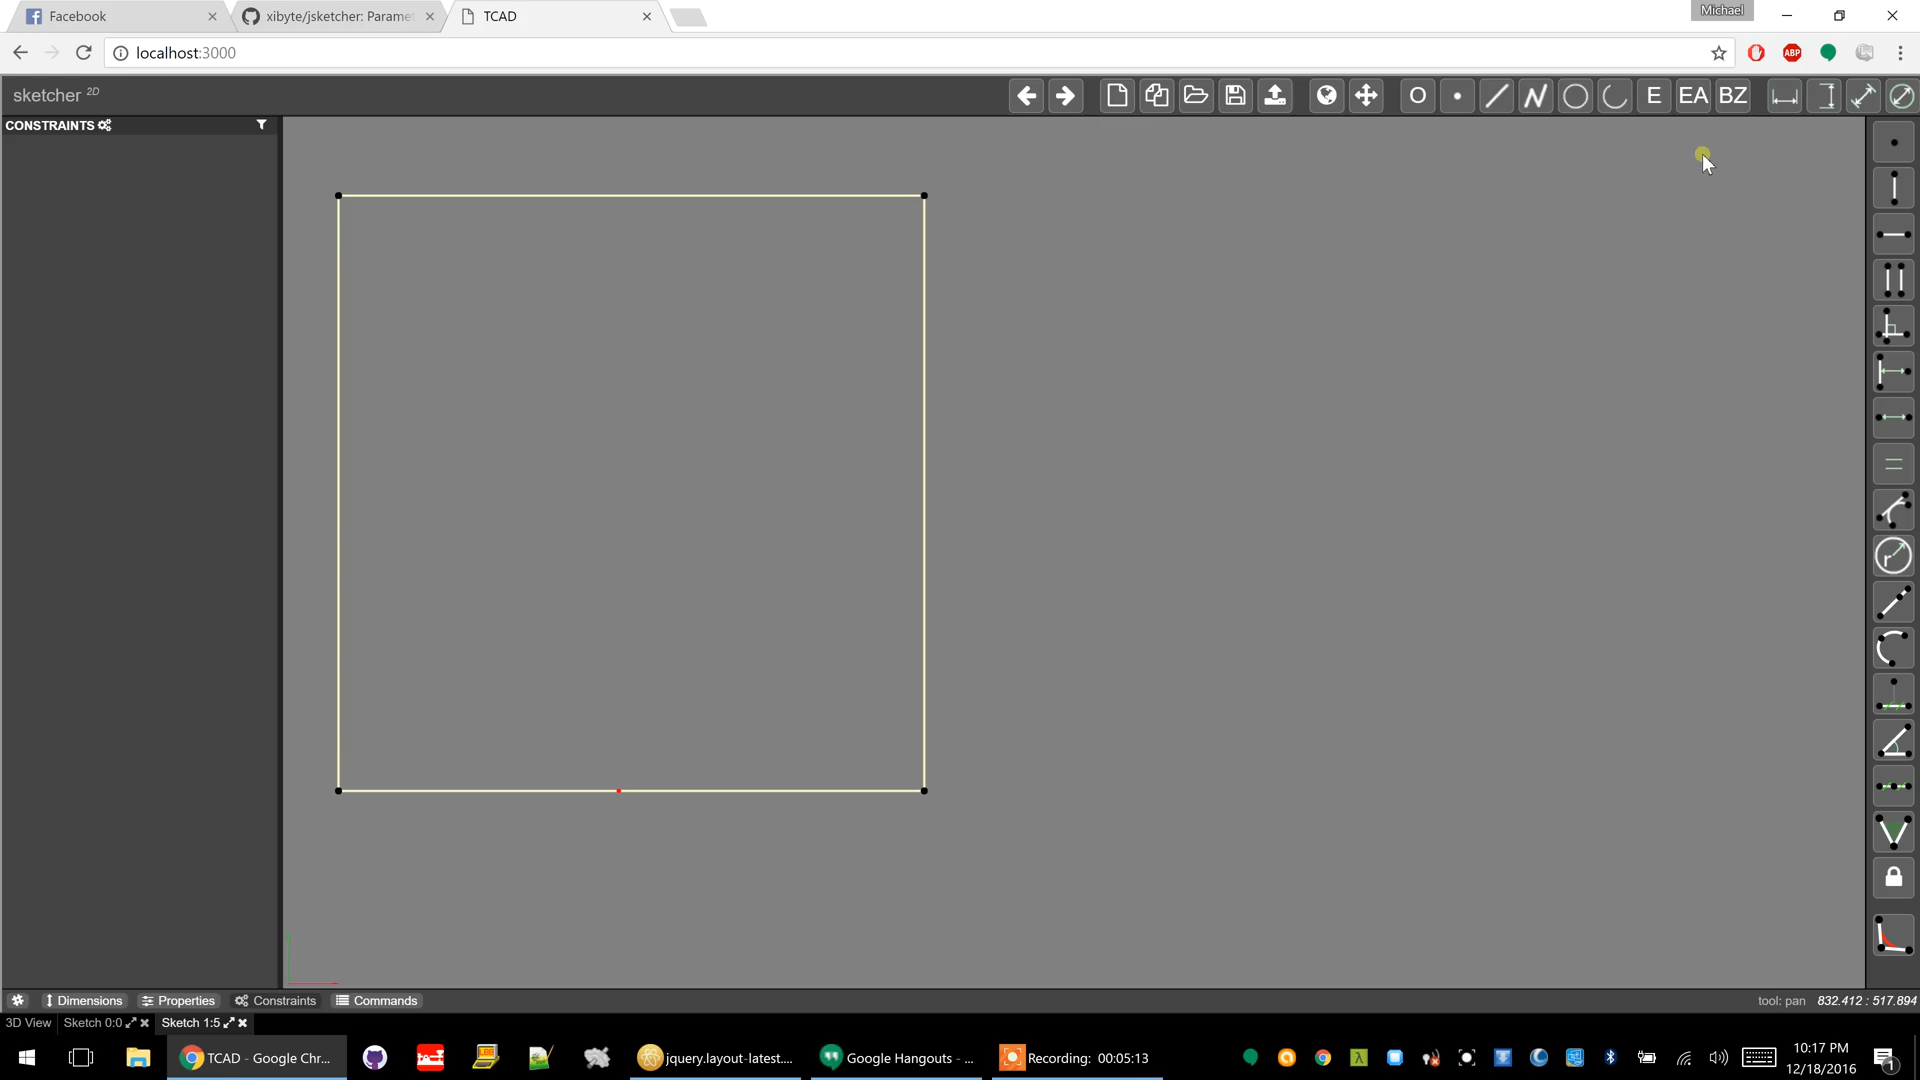 Facebook
xibyte/jsketcher: Paramet
TCAD
Michael
localhost:3000
ABP
sketcher 2D
O
E
EA
BZ
CONSTRAINTS
r
Dimensions
Properties
Constraints
Commands
tool: pan
832.412 : 517.894
3D View
Sketch 0:0
Sketch 1:5
TCAD - Google Chr...
jquery.layout-latest....
Google Hangouts - ...
Recording: 00:05:13
10:17 PM
12/18/2016
1